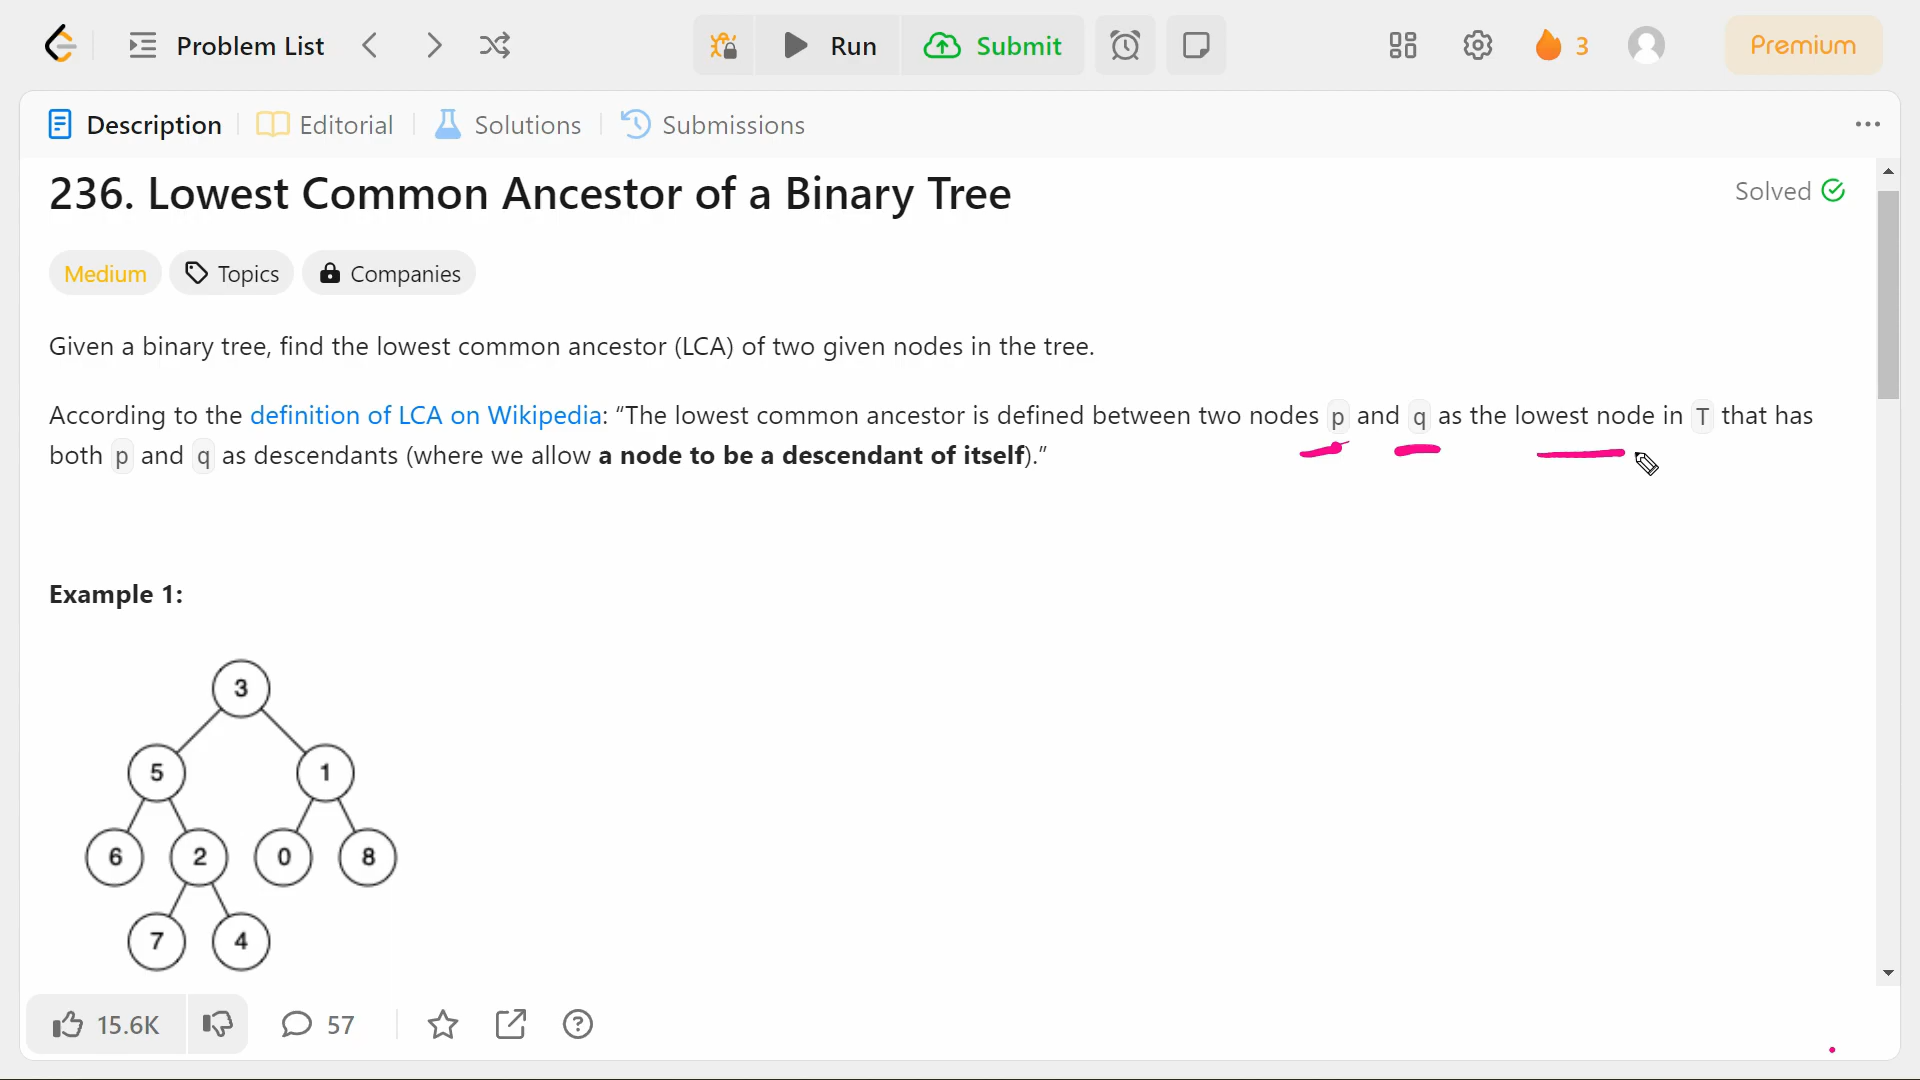 Problem List
Run
Submit
3
Premium
Description
Editorial
Solutions
Submissions
236. Lowest Common Ancestor of a Binary Tree
Solved
Medium
Topics
Companies
Given a binary tree, find the lowest common ancestor (LCA) of two given nodes in the tree.
According to the definition of LCA on Wikipedia: “The lowest common ancestor is defined between two nodes p and q as the lowest node in T that has
both p and q as descendants (where we allow a node to be a descendant of itself).”
Example 1:
3
5
1
6
2
0
8
7
4
15.6K
57